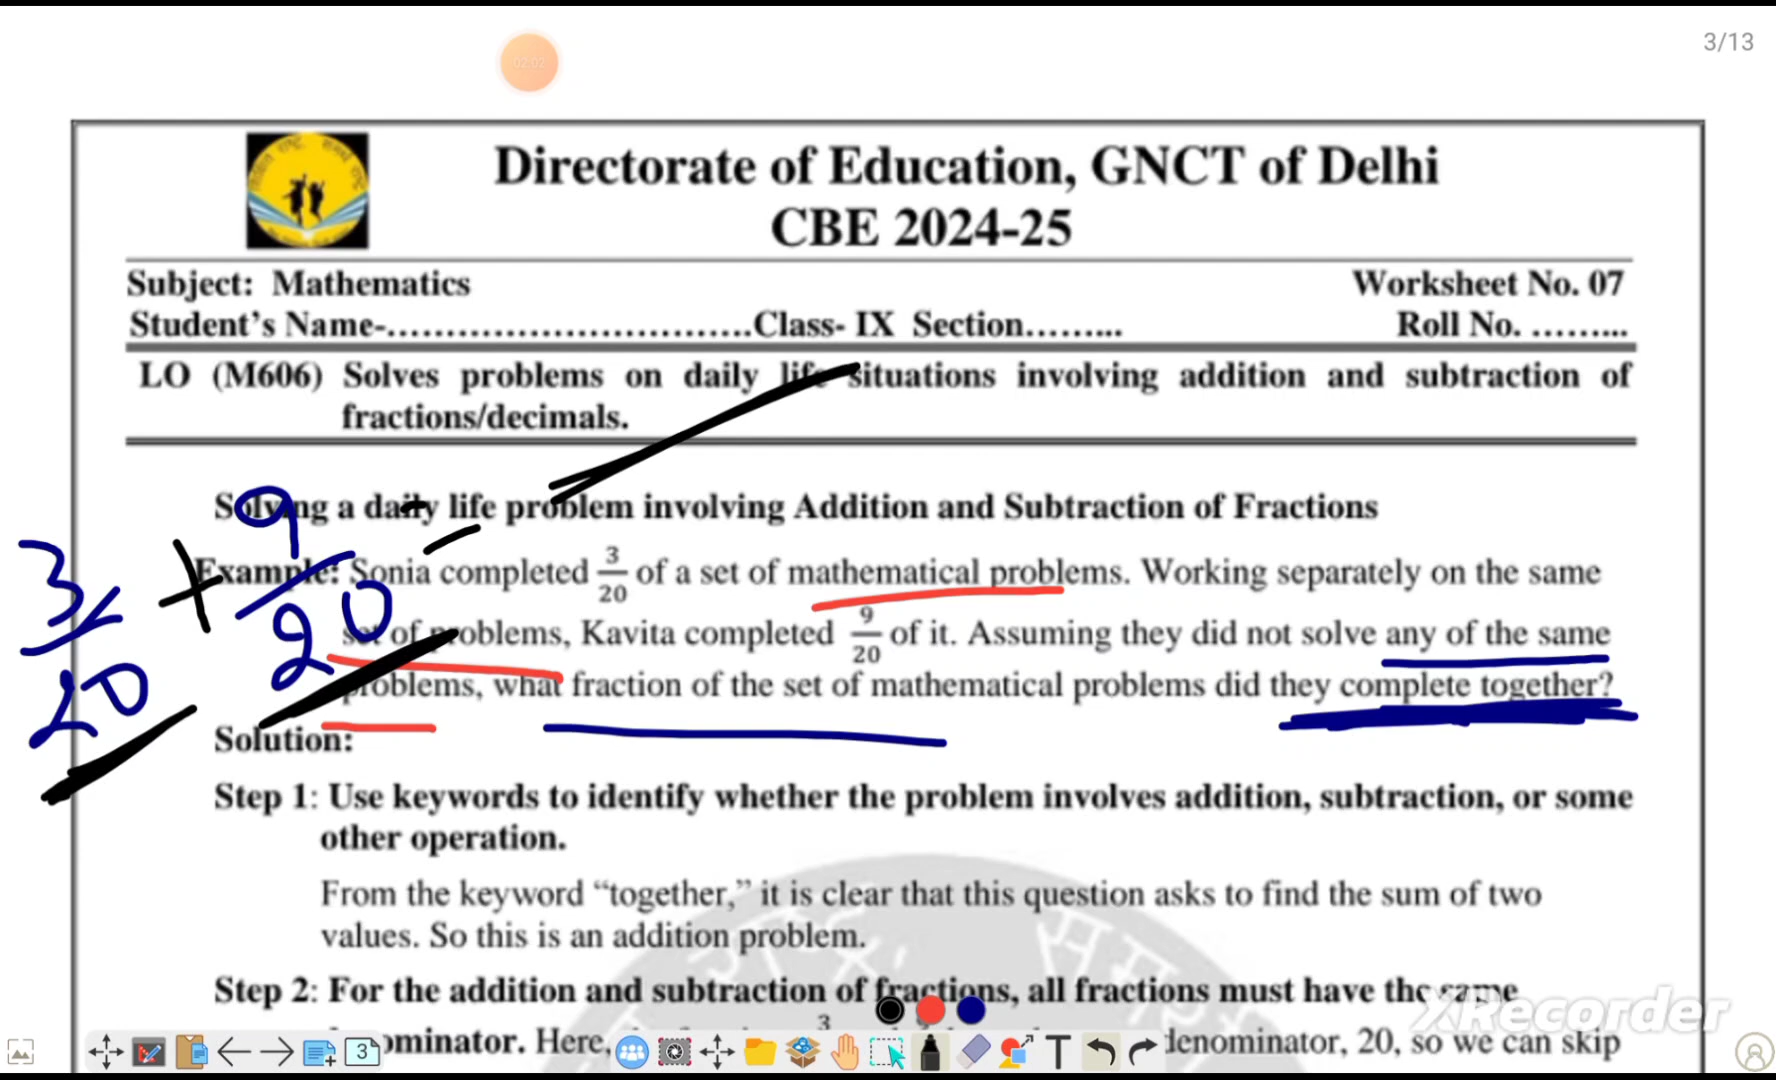 3/13
02:02
Directorate of Education, GNCT of Delhi
CBE 2024-25
Subject: Mathematics Worksheet No. 07
Student’s Name-.................................Class- IX Section......... Roll No. .........
LO (M606) Solves problems on daily life situations involving addition and subtraction of
fractions/decimals.
Solving a daily life problem involving Addition and Subtraction of Fractions
Example: Sonia completed 3/20 of a set of mathematical problems. Working separately on the same
set of problems, Kavita completed 9/20 of it. Assuming they did not solve any of the same
problems, what fraction of the set of mathematical problems did they complete together?
3/20 + 9/20
Solution:
Step 1: Use keywords to identify whether the problem involves addition, subtraction, or some
other operation.
From the keyword “together,” it is clear that this question asks to find the sum of two
values. So this is an addition problem.
Step 2: For the addition and subtraction of fractions, all fractions must have the same
ominator. Here, 3 denominator, 20, so we can skip
XRecorder
3
T